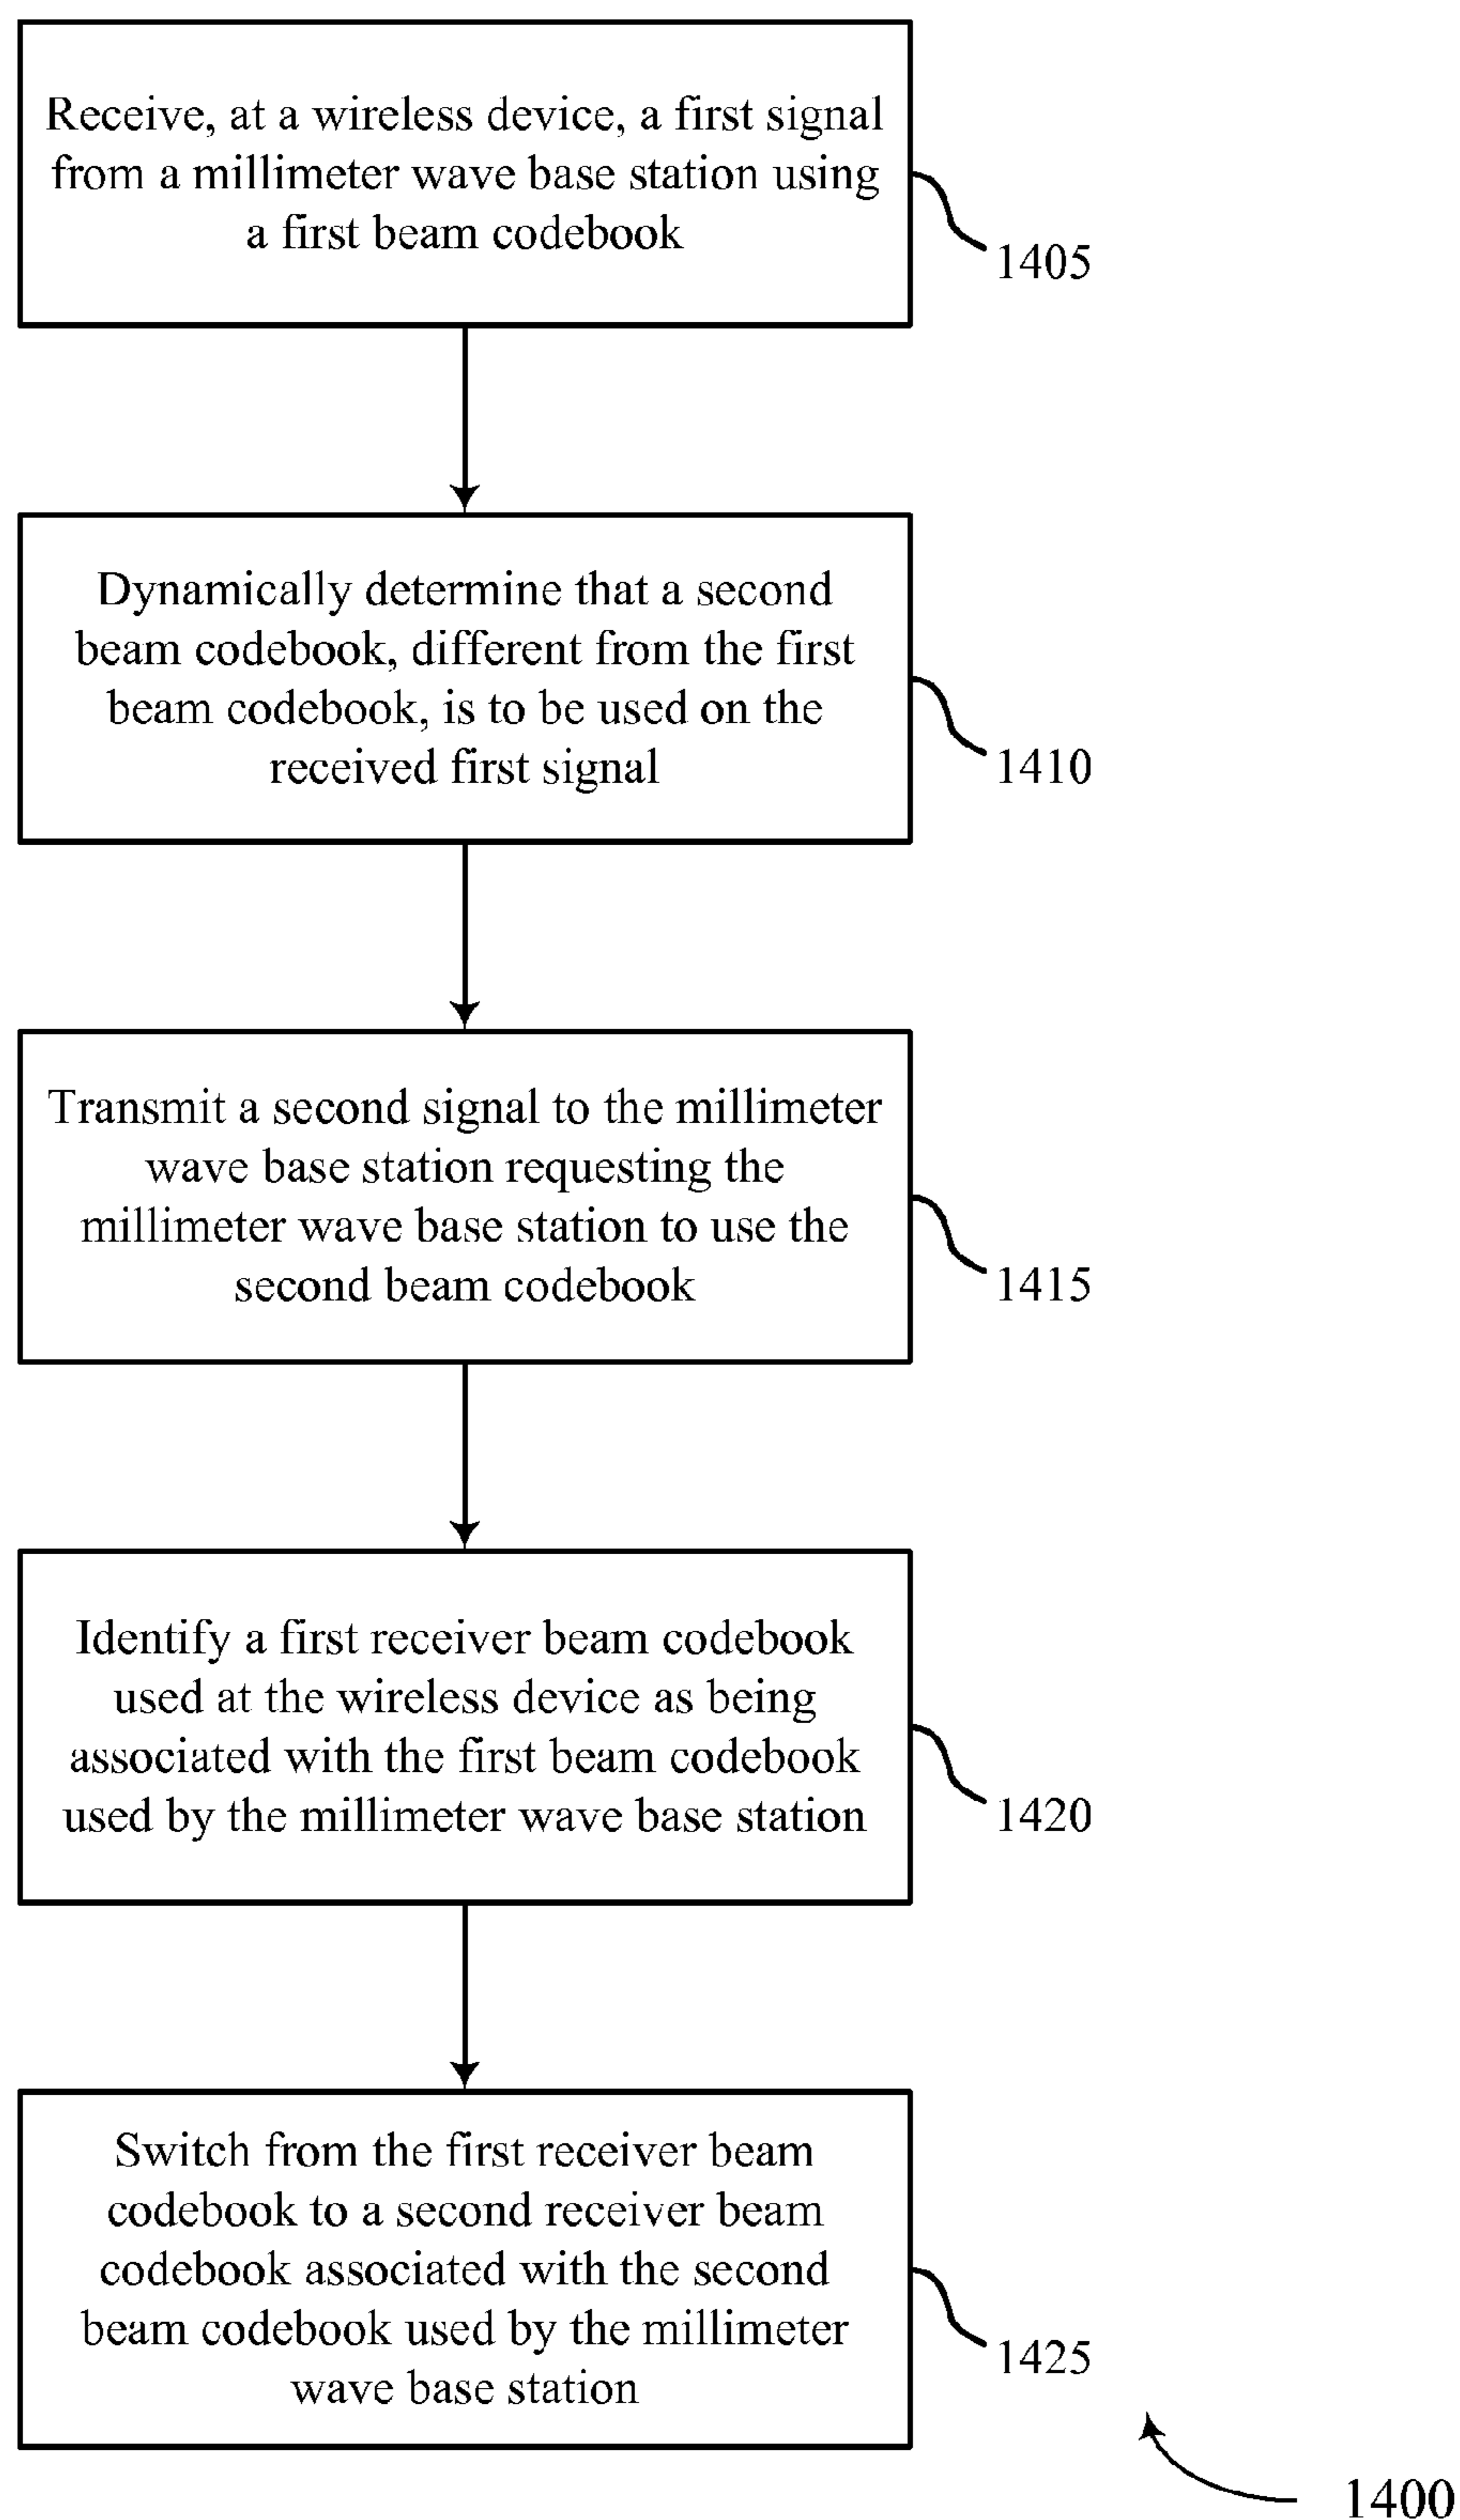 Receive, at a wireless device, a first signal
from a millimeter wave base station using
a first beam codebook
1405
Dynamically determine that a second
beam codebook, different from the first
beam codebook, is to be used on the
received first signal
1410
Transmit a second signal to the millimeter
wave base station requesting the
millimeter wave base station to use the
second beam codebook
1415
Identify a first receiver beam codebook
used at the wireless device as being
associated with the first beam codebook
used by the millimeter wave base station
1420
Switch from the first receiver beam
codebook to a second receiver beam
codebook associated with the second
beam codebook used by the millimeter
wave base station
1425
1400